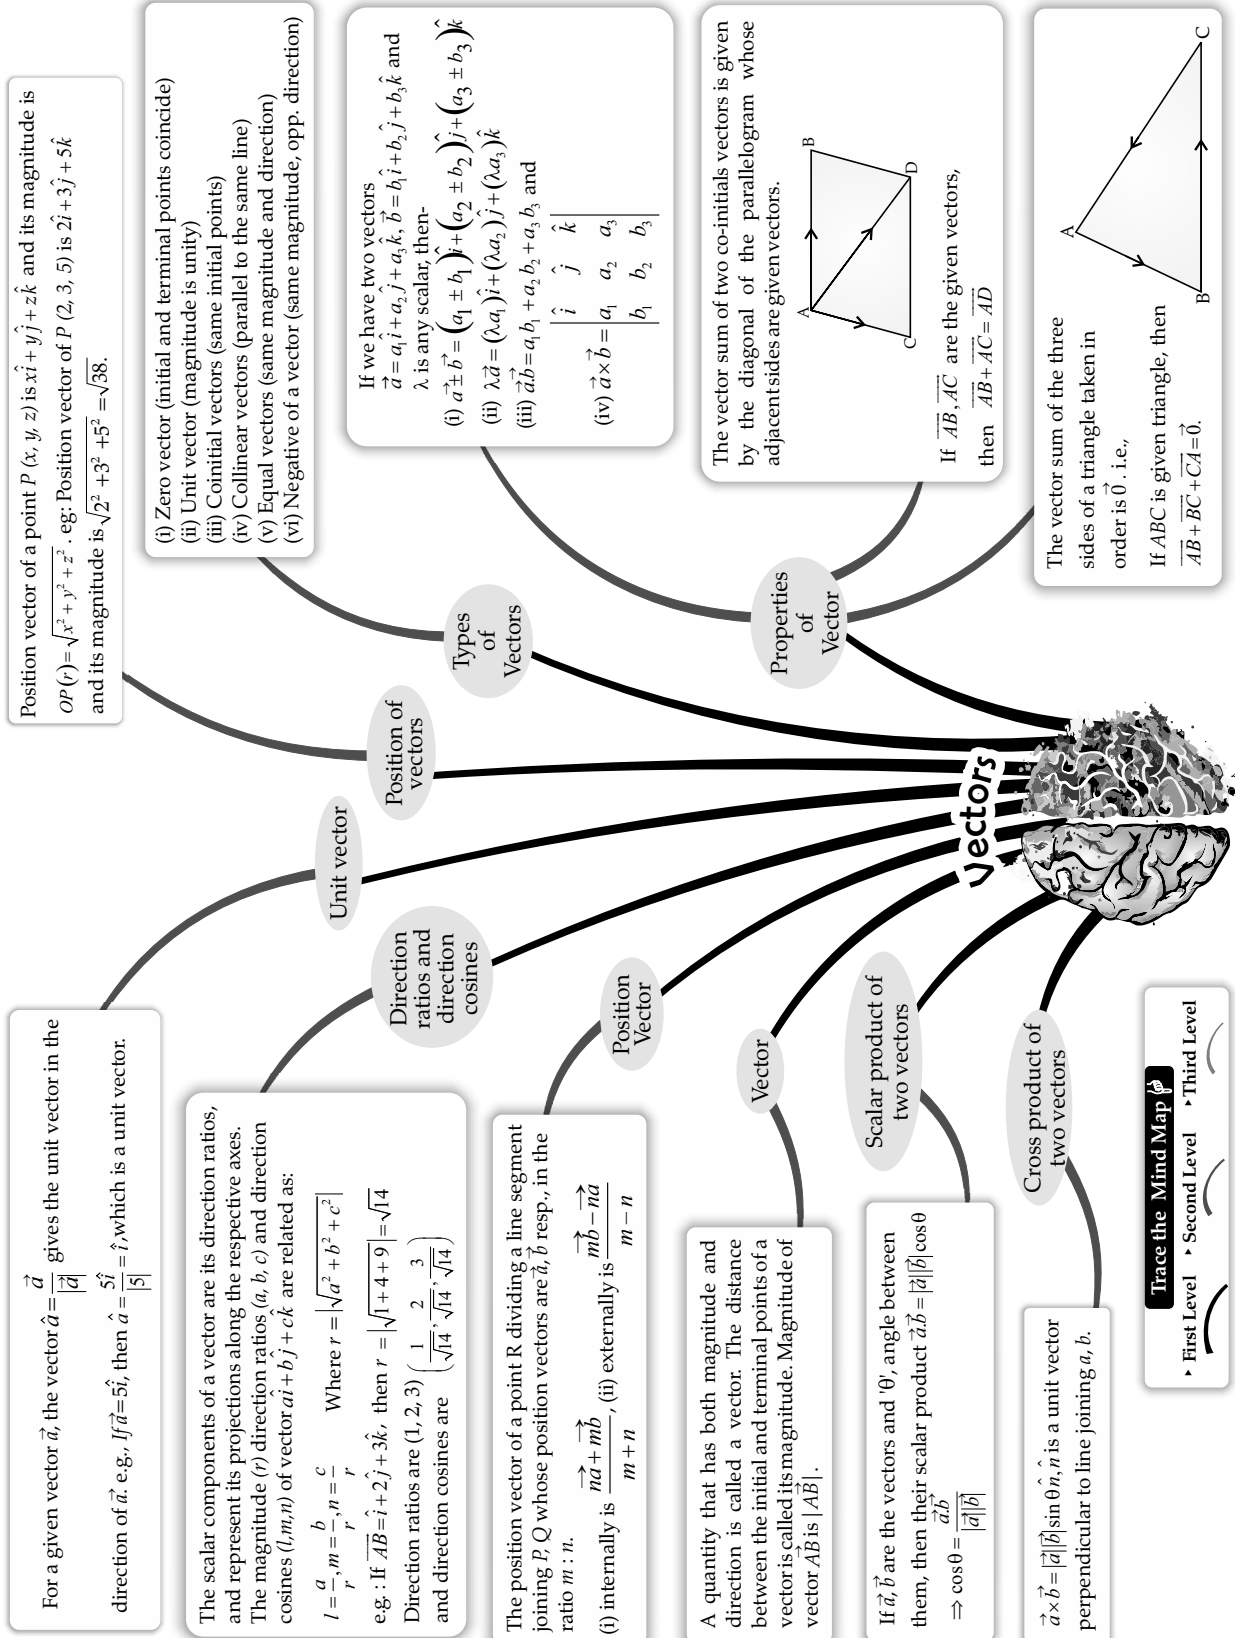 Vectors
Properties
of
Vector
If we have two vectors
a⃗ = a₁î + a₂ĵ + a₃k̂, b⃗ = b₁î + b₂ĵ + b₃k̂ and
λ is any scalar, then-
(i) a⃗ ± b⃗ = (a₁ ± b₁)î + (a₂ ± b₂)ĵ + (a₃ ± b₃)k̂
(ii) λa⃗ = (λa₁)î + (λa₂)ĵ + (λa₃)k̂
(iii) a⃗.b⃗ = a₁b₁ + a₂b₂ + a₃b₃ and
(iv) a⃗ × b⃗ = | î ĵ k̂ |
| a₁ a₂ a₃ |
| b₁ b₂ b₃ |
The vector sum of two co-initials vectors is given
by the diagonal of the parallelogram whose
adjacent sides are given vectors.
A
B
C
D
If AB, AC are the given vectors,
then AB + AC = AD
The vector sum of the three
sides of a triangle taken in
order is 0⃗ . i.e.,
If ABC is given triangle, then
AB + BC + CA = 0⃗.
A
B
C
Types
of
Vectors
(i) Zero vector (initial and terminal points coincide)
(ii) Unit vector (magnitude is unity)
(iii) Coinitial vectors (same initial points)
(iv) Collinear vectors (parallel to the same line)
(v) Equal vectors (same magnitude and direction)
(vi) Negative of a vector (same magnitude, opp. direction)
Position of
vectors
Position vector of a point P (x, y, z) is xî + yĵ + zk̂ and its magnitude is
OP(r) = √(x² + y² + z²) . eg: Position vector of P (2, 3, 5) is 2î + 3ĵ + 5k̂
and its magnitude is √(2² + 3² + 5²) = √38.
Unit vector
For a given vector a⃗, the vector â = a⃗/|a⃗| gives the unit vector in the
direction of a⃗. e.g., If a⃗ = 5î, then â = 5î/|5| = î, which is a unit vector.
Direction
ratios and
direction
cosines
The scalar components of a vector are its direction ratios,
and represent its projections along the respective axes.
The magnitude (r) direction ratios (a, b, c) and direction
cosines (l,m,n) of vector aî + bĵ + ck̂ are related as:
l = a/r, m = b/r, n = c/r Where r = |√(a² + b² + c²)|
e.g. : If AB = î + 2ĵ + 3k̂, then r = |√(1 + 4 + 9)| = √14
Direction ratios are (1, 2, 3)
and direction cosines are (1/√14, 2/√14, 3/√14)
Position
Vector
The position vector of a point R dividing a line segment
joining P, Q whose position vectors are a⃗, b⃗ resp., in the
ratio m : n.
(i) internally is (na⃗ + mb⃗)/(m + n), (ii) externally is (mb⃗ − na⃗)/(m − n)
Vector
A quantity that has both magnitude and
direction is called a vector. The distance
between the initial and terminal points of a
vector is called its magnitude. Magnitude of
vector AB⃗ is |AB⃗|.
Scalar product of
two vectors
If a⃗, b⃗ are the vectors and 'θ', angle between
them, then their scalar product a⃗.b⃗ = |a⃗||b⃗| cosθ
⇒ cosθ = a⃗.b⃗/|a⃗||b⃗|
Cross product of
two vectors
a⃗ × b⃗ = |a⃗||b⃗| sin θ n̂, n̂ is a unit vector
perpendicular to line joining a, b.
Trace the Mind Map
First Level Second Level Third Level